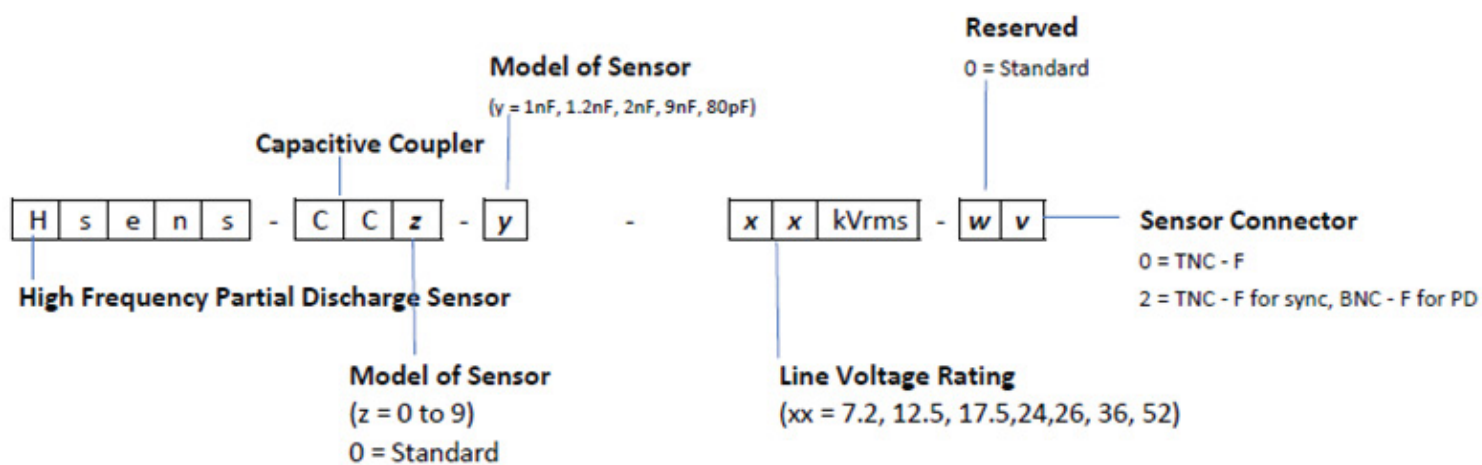 Reserved
0 = Standard
Model of Sensor
(y = 1nF, 1.2nF, 2nF, 9nF, 80pF)
Capacitive Coupler
H s e n s - C C z - y - x x kVrms - w v
Sensor Connector
0 = TNC - F
2 = TNC - F for sync, BNC - F for PD
High Frequency Partial Discharge Sensor
Model of Sensor
(z = 0 to 9)
0 = Standard
Line Voltage Rating
(xx = 7.2, 12.5, 17.5,24,26, 36, 52)